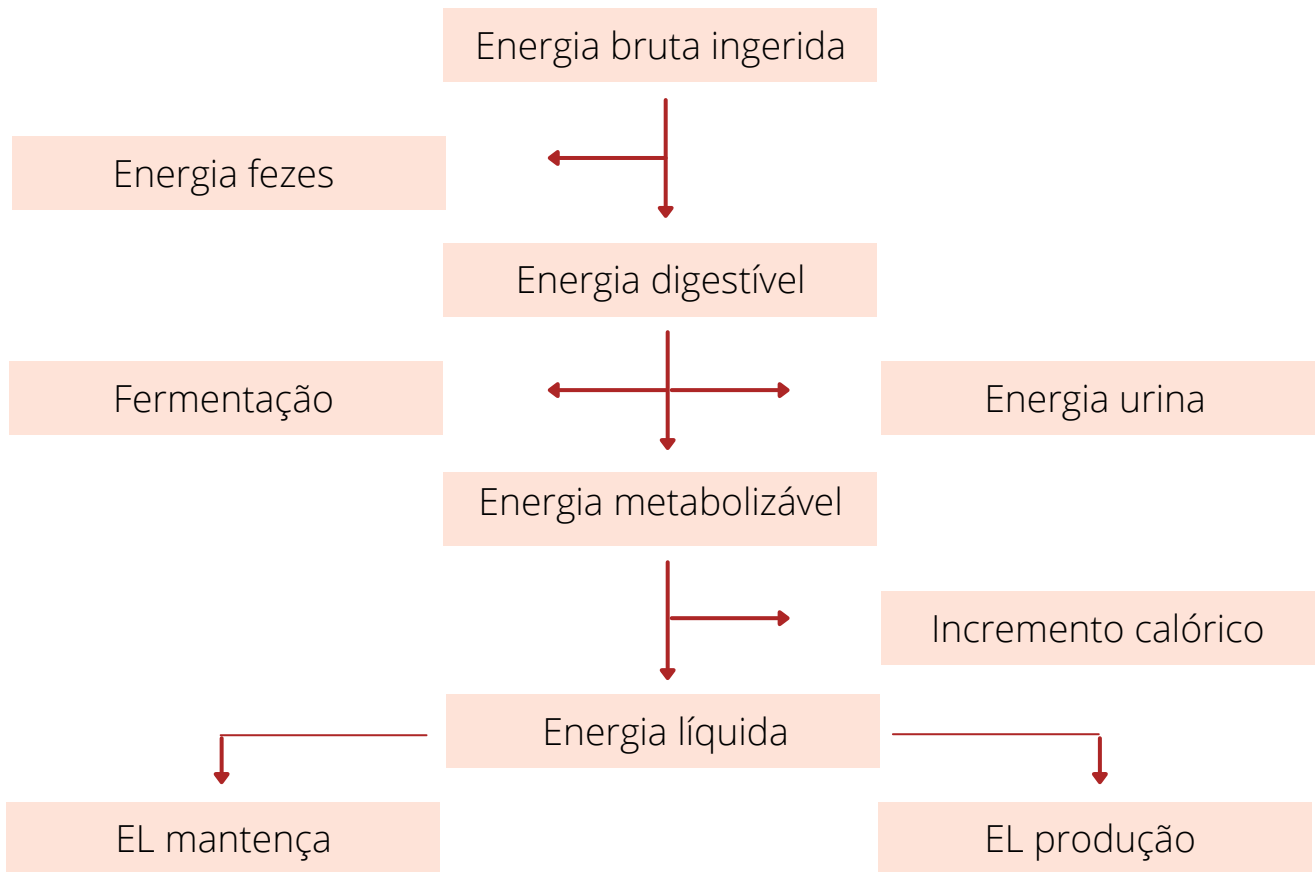 Energia bruta ingerida
Energia fezes
Energia digestível
Fermentação
Energia urina
Energia metabolizável
Incremento calórico
Energia líquida
EL mantença
EL produção